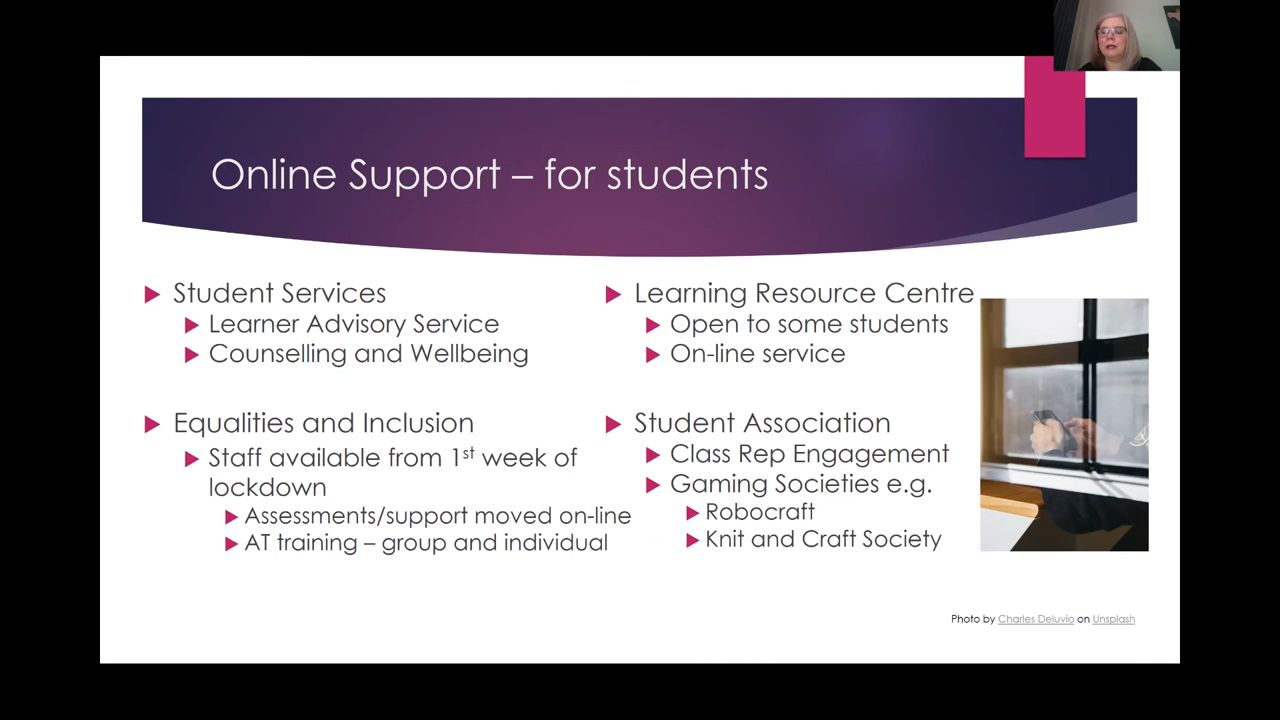 Online Support – for students
Student Services
Learner Advisory Service
Counselling and Wellbeing
Equalities and Inclusion
Staff available from 1st week of
lockdown
Assessments/support moved on-line
AT training – group and individual
Learning Resource Centre
Open to some students
On-line service
Student Association
Class Rep Engagement
Gaming Societies e.g.
Robocraft
Knit and Craft Society
Photo by Charles Deluvio on Unsplash